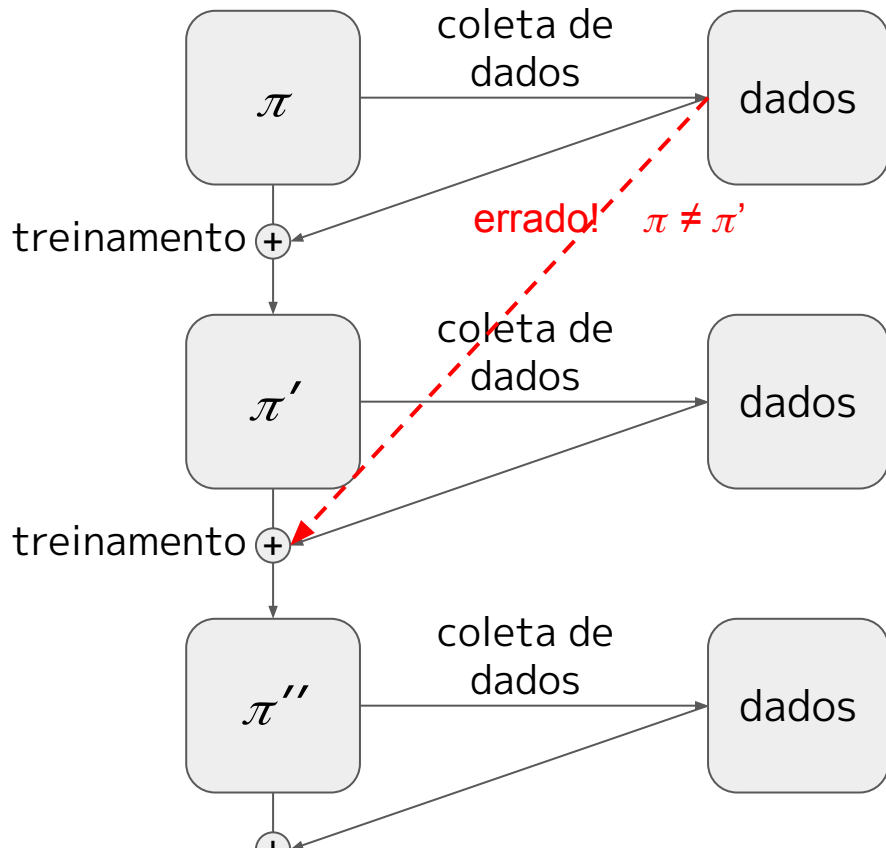 coleta de
dados
π
dados
errado! π ≠ π’
treinamento +
coleta de
dados
π′
dados
treinamento +
coleta de
dados
π′′
dados
+